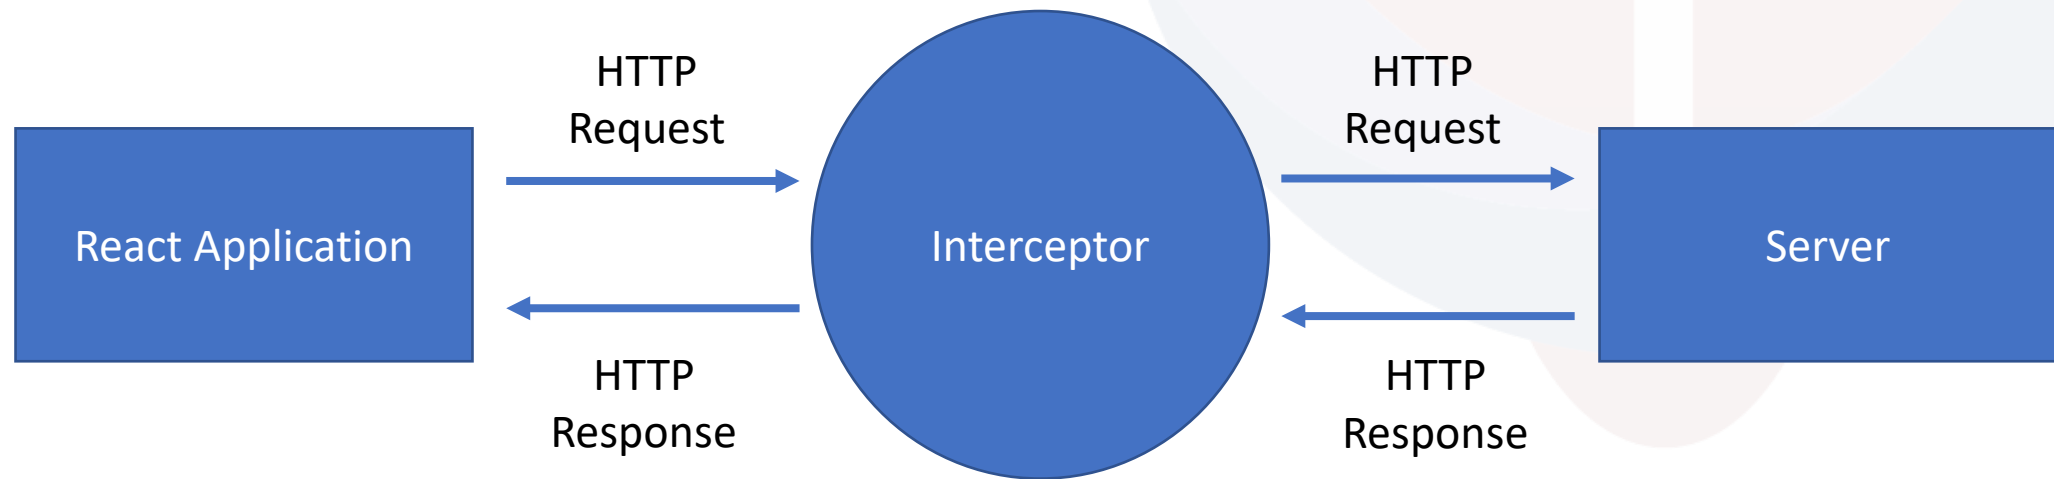 HTTP
Request
HTTP
Request
React Application
Interceptor
Server
HTTP
Response
HTTP
Response